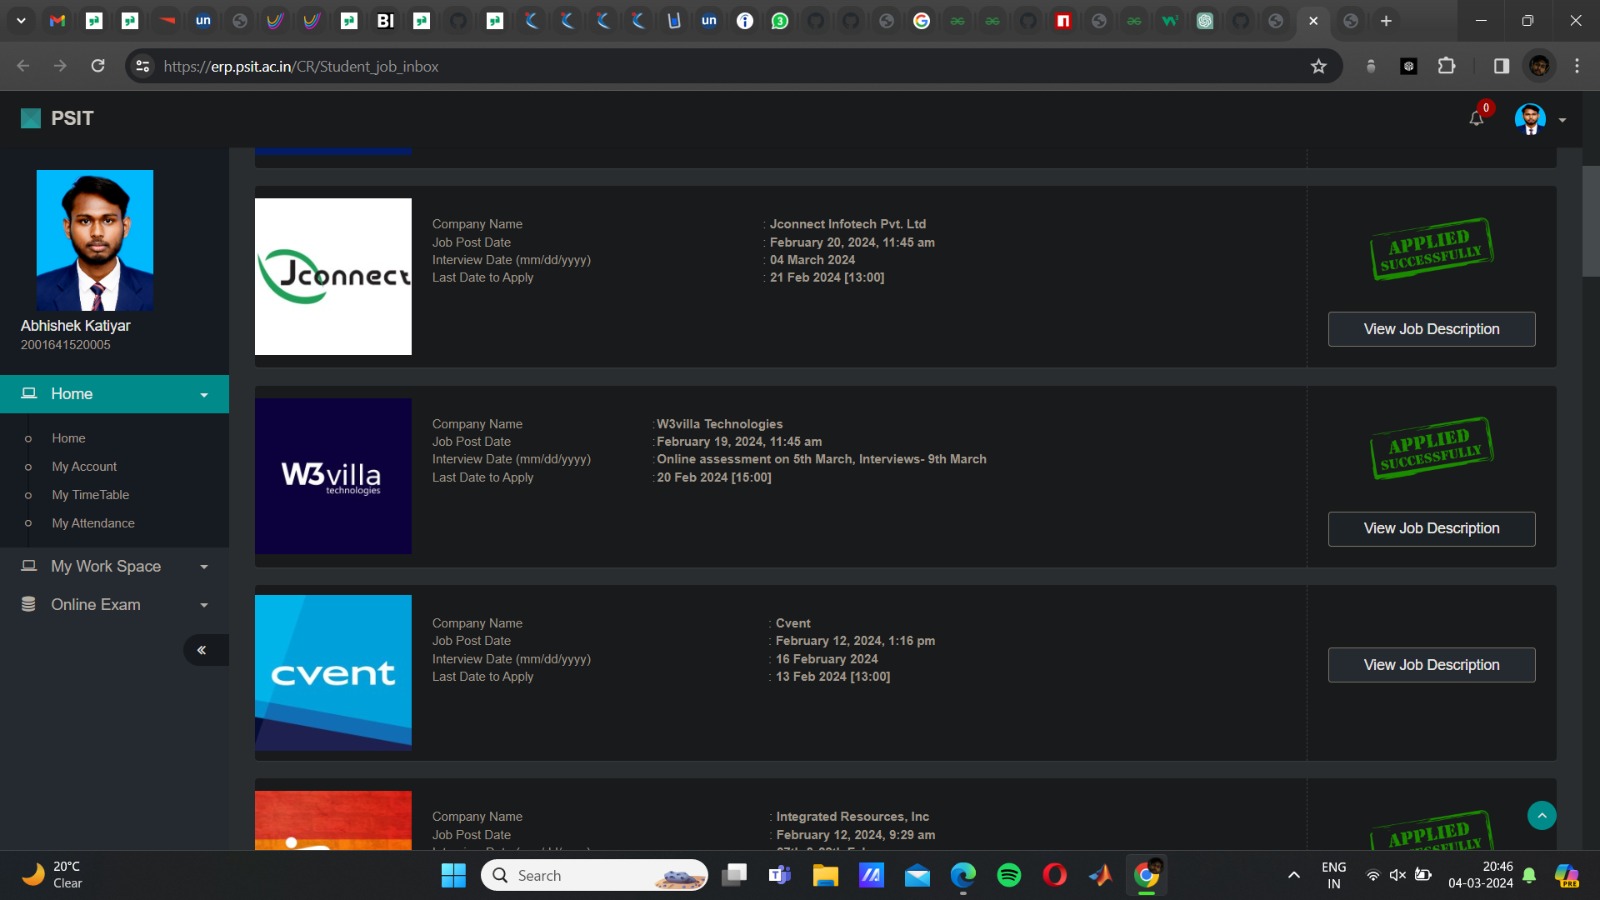 https://erp.psit.ac.in/CR/Student_job_inbox
PSIT
0
Abhishek Katiyar
2001641520005
Home
Home
My Account
My TimeTable
My Attendance
My Work Space
Online Exam
Jconnect
Company Name : Jconnect Infotech Pvt. Ltd
Job Post Date : February 20, 2024, 11:45 am
Interview Date (mm/dd/yyyy) : 04 March 2024
Last Date to Apply : 21 Feb 2024 [13:00]
APPLIED
SUCCESSFULLY
View Job Description
W3villa
technologies
Company Name : W3villa Technologies
Job Post Date : February 19, 2024, 11:45 am
Interview Date (mm/dd/yyyy) : Online assessment on 5th March, Interviews- 9th March
Last Date to Apply : 20 Feb 2024 [15:00]
APPLIED
SUCCESSFULLY
View Job Description
cvent
Company Name : Cvent
Job Post Date : February 12, 2024, 1:16 pm
Interview Date (mm/dd/yyyy) : 16 February 2024
Last Date to Apply : 13 Feb 2024 [13:00]
View Job Description
Company Name : Integrated Resources, Inc
Job Post Date : February 12, 2024, 9:29 am
APPLIED
SUCCESSFULLY
20°C
Clear
Search
ENG
IN
20:46
04-03-2024